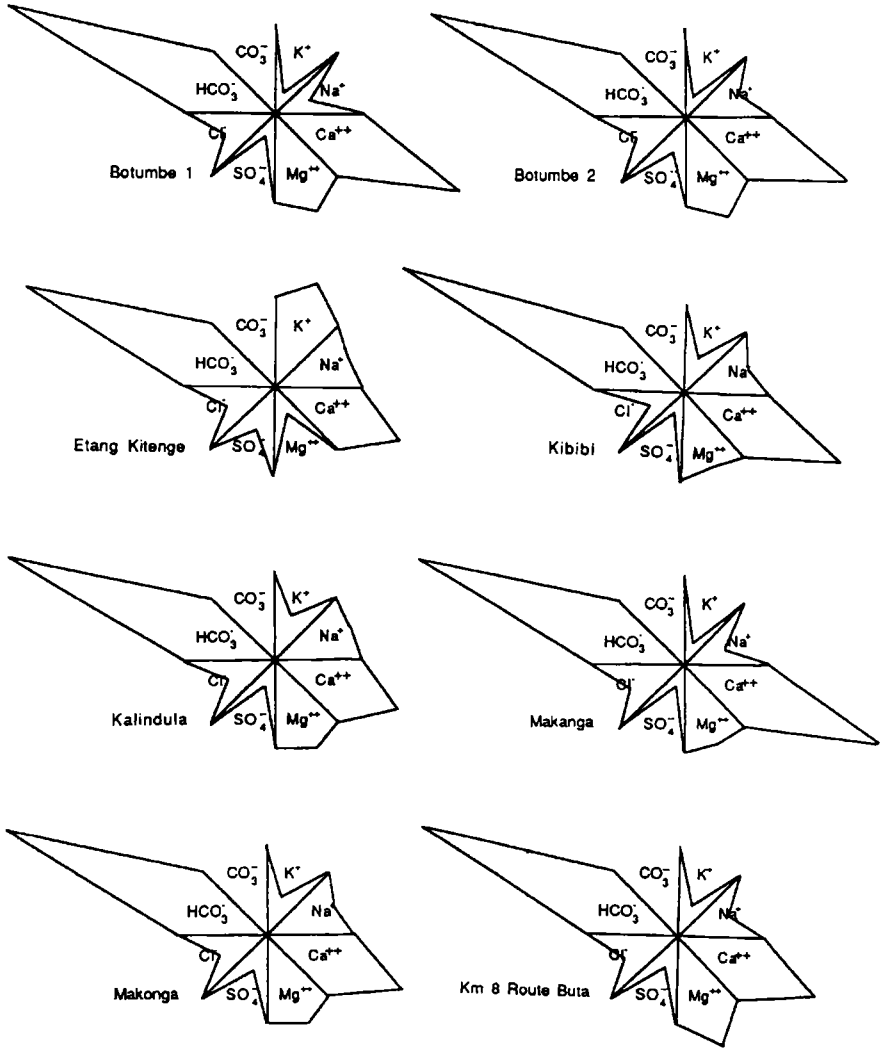 CO₃⁻ K⁺
HCO₃⁻ Na⁺
Cl⁻ Ca⁺⁺
SO₄⁻ Mg⁺⁺
Botumbe 1
CO₃⁻ K⁺
HCO₃⁻ Na⁺
Cl⁻ Ca⁺⁺
SO₄⁻ Mg⁺⁺
Botumbe 2
CO₃⁻ K⁺
HCO₃⁻ Na⁺
Cl⁻ Ca⁺⁺
SO₄⁻ Mg⁺⁺
Etang Kitenge
CO₃⁻ K⁺
HCO₃⁻ Na⁺
Cl⁻ Ca⁺⁺
SO₄⁻ Mg⁺⁺
Kibibi
CO₃⁻ K⁺
HCO₃⁻ Na⁺
Cl⁻ Ca⁺⁺
SO₄⁻ Mg⁺⁺
Kalindula
CO₃⁻ K⁺
HCO₃⁻ Na⁺
Cl⁻ Ca⁺⁺
SO₄⁻ Mg⁺⁺
Makanga
CO₃⁻ K⁺
HCO₃⁻ Na⁺
Cl⁻ Ca⁺⁺
SO₄⁻ Mg⁺⁺
Makonga
CO₃⁻ K⁺
HCO₃⁻ Na⁺
Cl⁻ Ca⁺⁺
SO₄⁻ Mg⁺⁺
Km 8 Route Buta